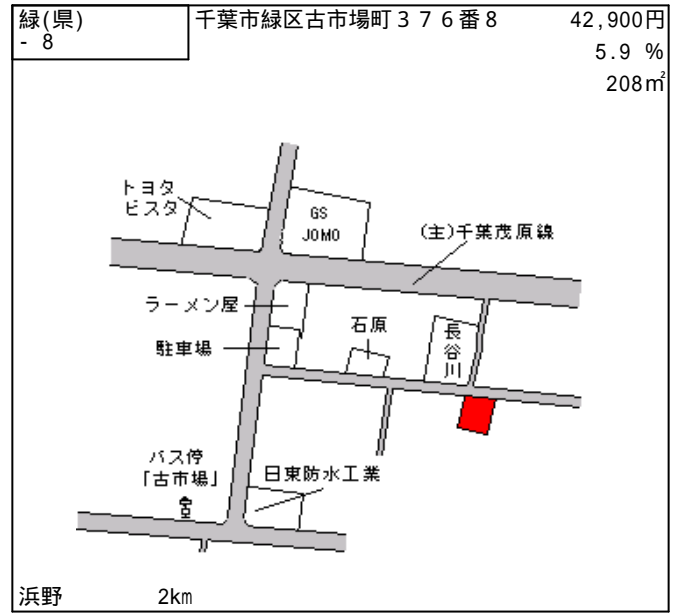 緑(県)
- 8
千葉市緑区古市場町３７６番8
42,900円
5.9 %
208㎡
トヨタ
ビスタ
GS
JOMO
(主)千葉茂原線
ラーメン屋
石原
長谷川
駐車場
バス停
「古市場」
日東防水工業
浜野
2km